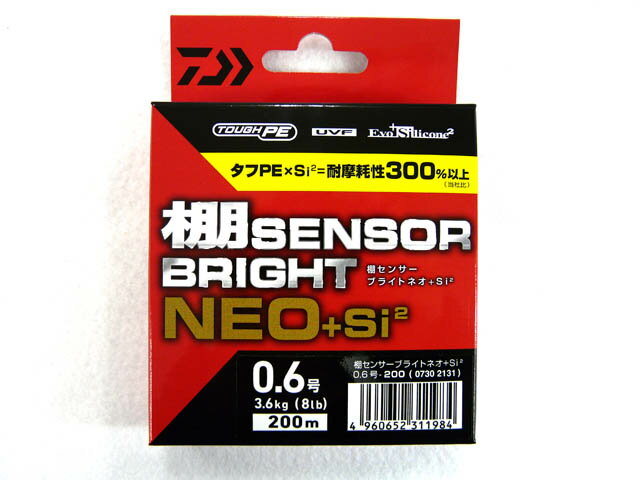 TOUGH PE UVF Evo+Silicone²
タフPE×Si²=耐摩耗性300%以上
(当社比)
棚SENSOR
BRIGHT
棚センサー
ブライトネオ+Si²
NEO+Si²
0.6号
3.6kg (8lb)
200m
棚センサーブライトネオ+Si²
0.6号-200 (0730 2131)
4 960652 311984